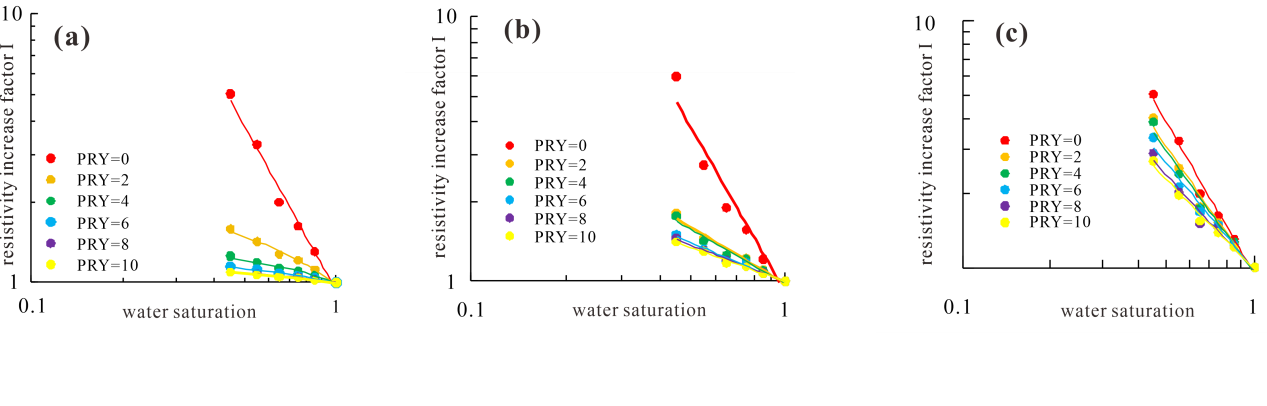 10
(a)
resistivity increase factor I
PRY=0
PRY=2
PRY=4
PRY=6
PRY=8
PRY=10
1
0.1
water saturation
1
10
(b)
resistivity increase factor I
PRY=0
PRY=2
PRY=4
PRY=6
PRY=8
PRY=10
1
0.1
water saturation
1
10
(c)
resistivity increase factor I
PRY=0
PRY=2
PRY=4
PRY=6
PRY=8
PRY=10
0.1
water saturation
1